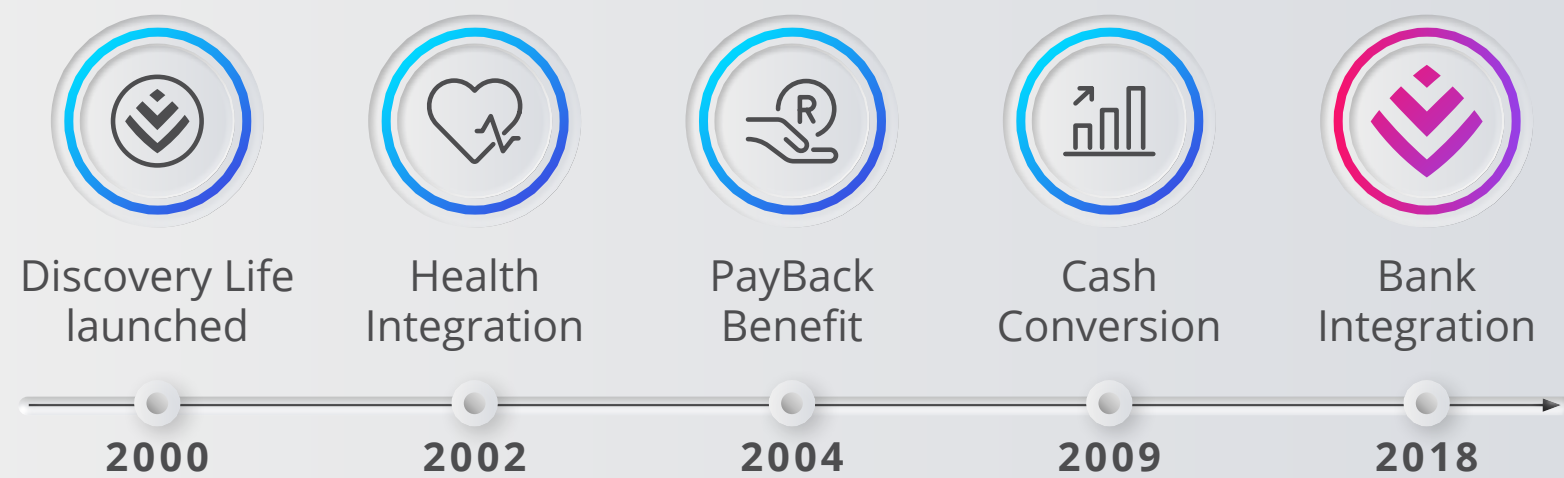 R
Discovery Life
launched
Health
Integration
PayBack
Benefit
Cash
Conversion
Bank
Integration
2000
2002
2004
2009
2018